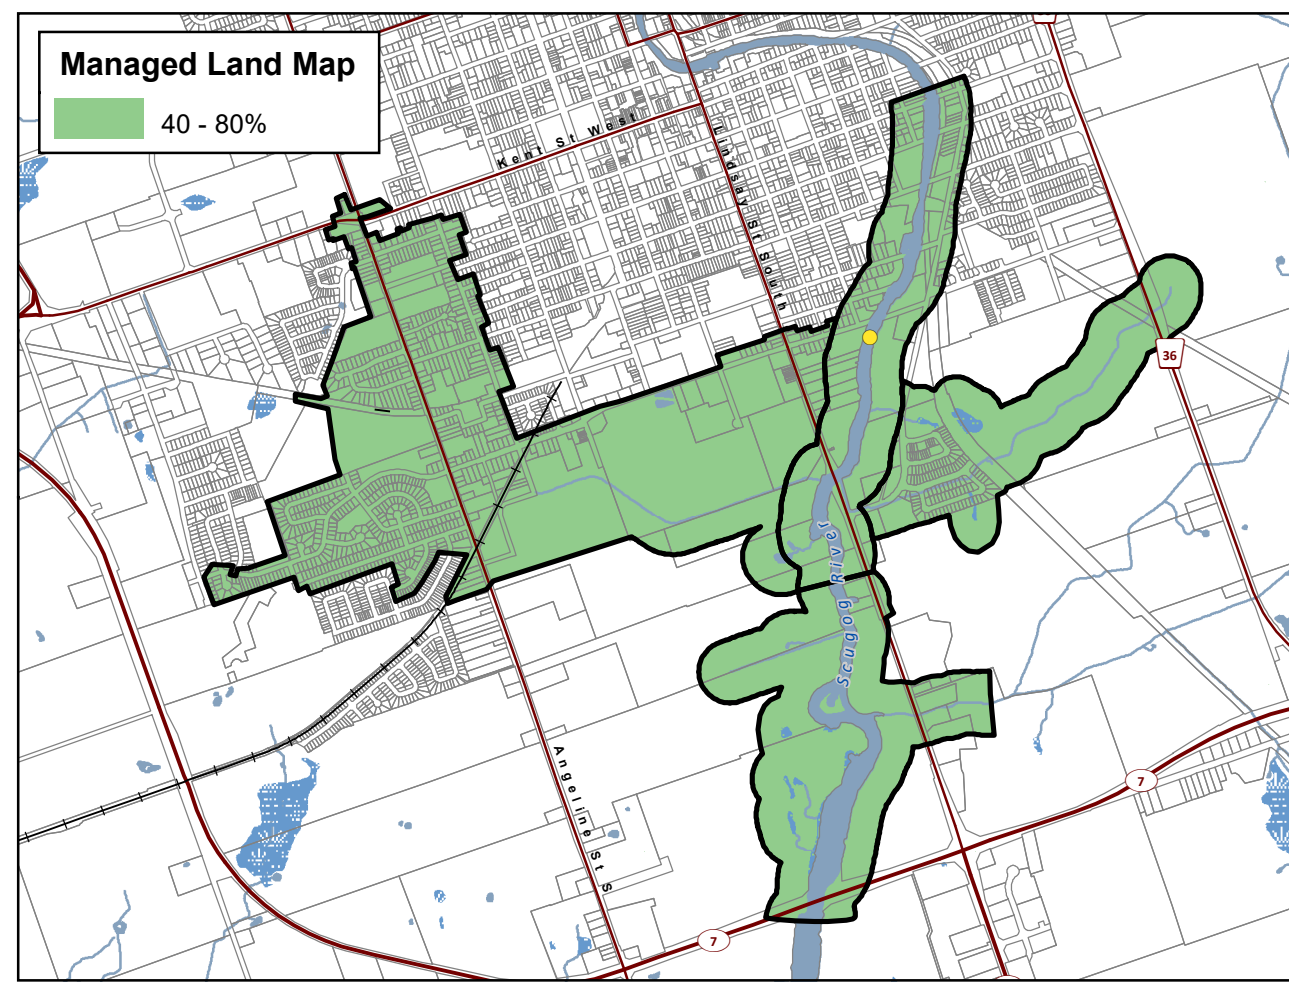 Managed Land Map
40 - 80%
Kent St West
Lindsay St South
36
Scugog River
Angeline St S
7
7